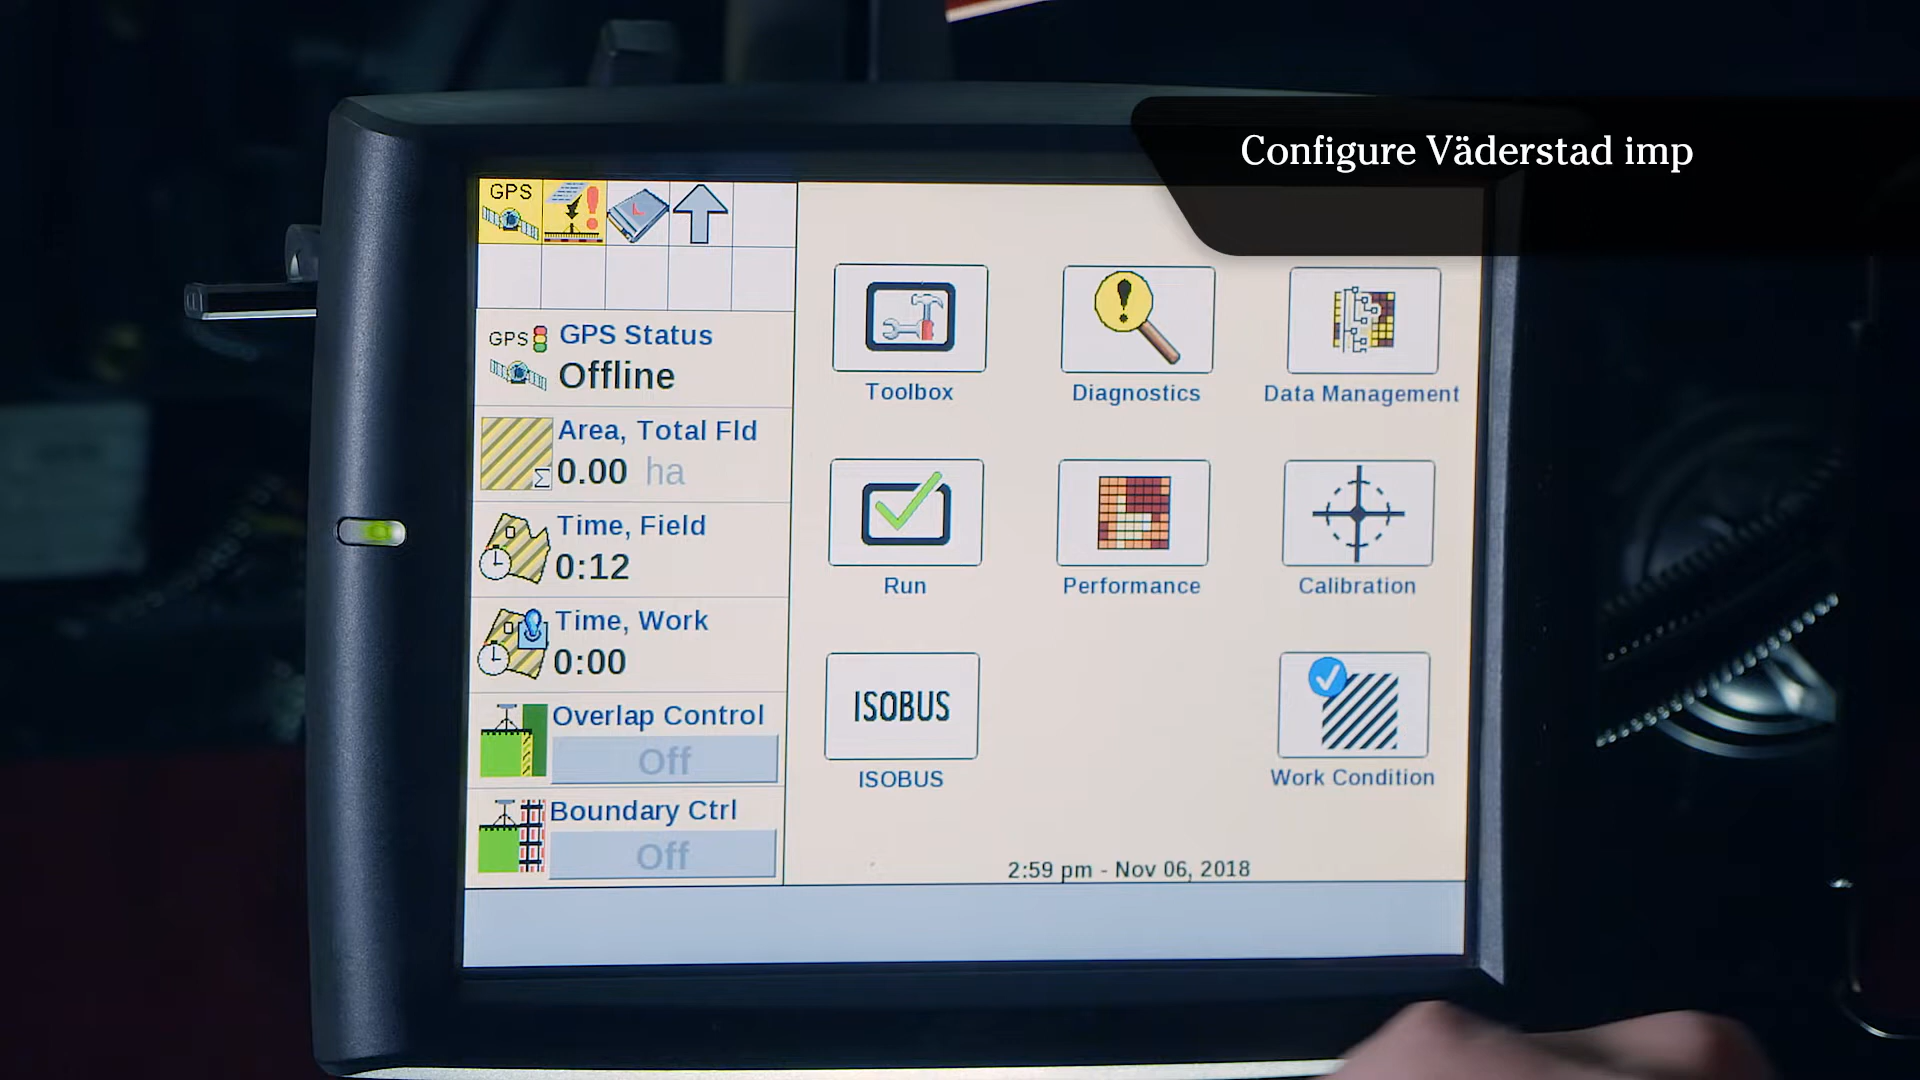 Configure Väderstad imp
GPS
GPS
GPS Status
Offline
Area, Total Fld
0.00 ha
Time, Field
0:12
Time, Work
0:00
Overlap Control
Off
Boundary Ctrl
Off
Toolbox
Diagnostics
Data Management
Run
Performance
Calibration
ISOBUS
ISOBUS
Work Condition
2:59 pm - Nov 06, 2018